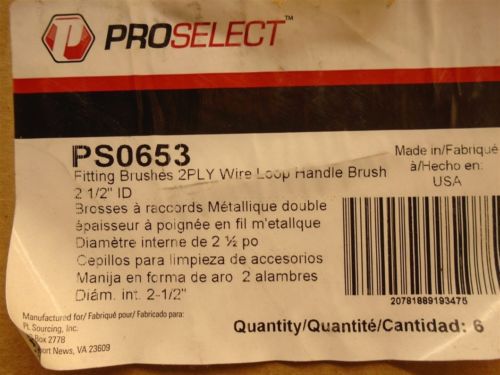 PROSELECT™
PS0653
Fitting Brushes 2PLY Wire Loop Handle Brush
2 1/2" ID
Brosses à raccords Métallique double
épaisseur à poignée en fil m'etallqe
Diamètre interne de 2 ½ po
Cepillos para limpieza de accesorios
Manija en forma de aro 2 alambres
Diám. int. 2-1/2"
Made in/Fabriqué
à/Hecho en:
USA
20781889193475
Manufactured for/ Fabriqué pour/ Fabricado para:
PL Sourcing, Inc.
Box 2778
News, VA 23609
Quantity/Quantité/Cantidad: 6